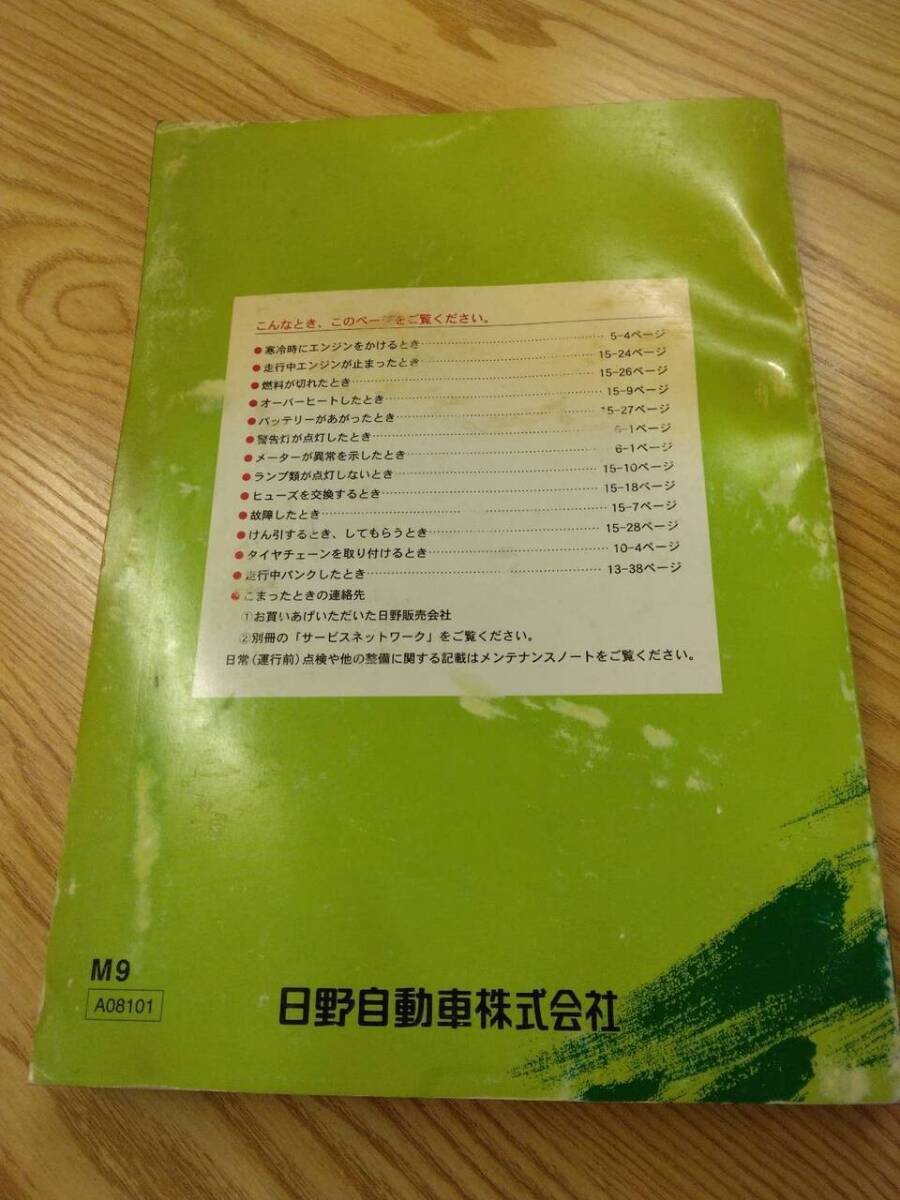 こんなとき、このページをご覧ください。
●寒冷時にエンジンをかけるとき 5-4ページ
●走行中エンジンが止まったとき 15-24ページ
●燃料が切れたとき 15-26ページ
●オーバーヒートしたとき 15-9ページ
●バッテリーがあがったとき 15-27ページ
●警告灯が点灯したとき 6-1ページ
●メーターが異常を示したとき 6-1ページ
●ランプ類が点灯しないとき 15-10ページ
●ヒューズを交換するとき 15-18ページ
●故障したとき 15-7ページ
●けん引するとき、してもらうとき 15-28ページ
●タイヤチェーンを取り付けるとき 10-4ページ
●走行中パンクしたとき 13-38ページ
●こまったときの連絡先
①お買いあげいただいた日野販売会社
②別冊の「サービスネットワーク」をご覧ください。
日常(運行前)点検や他の整備に関する記載はメンテナンスノートをご覧ください。
M9
A08101
日野自動車株式会社